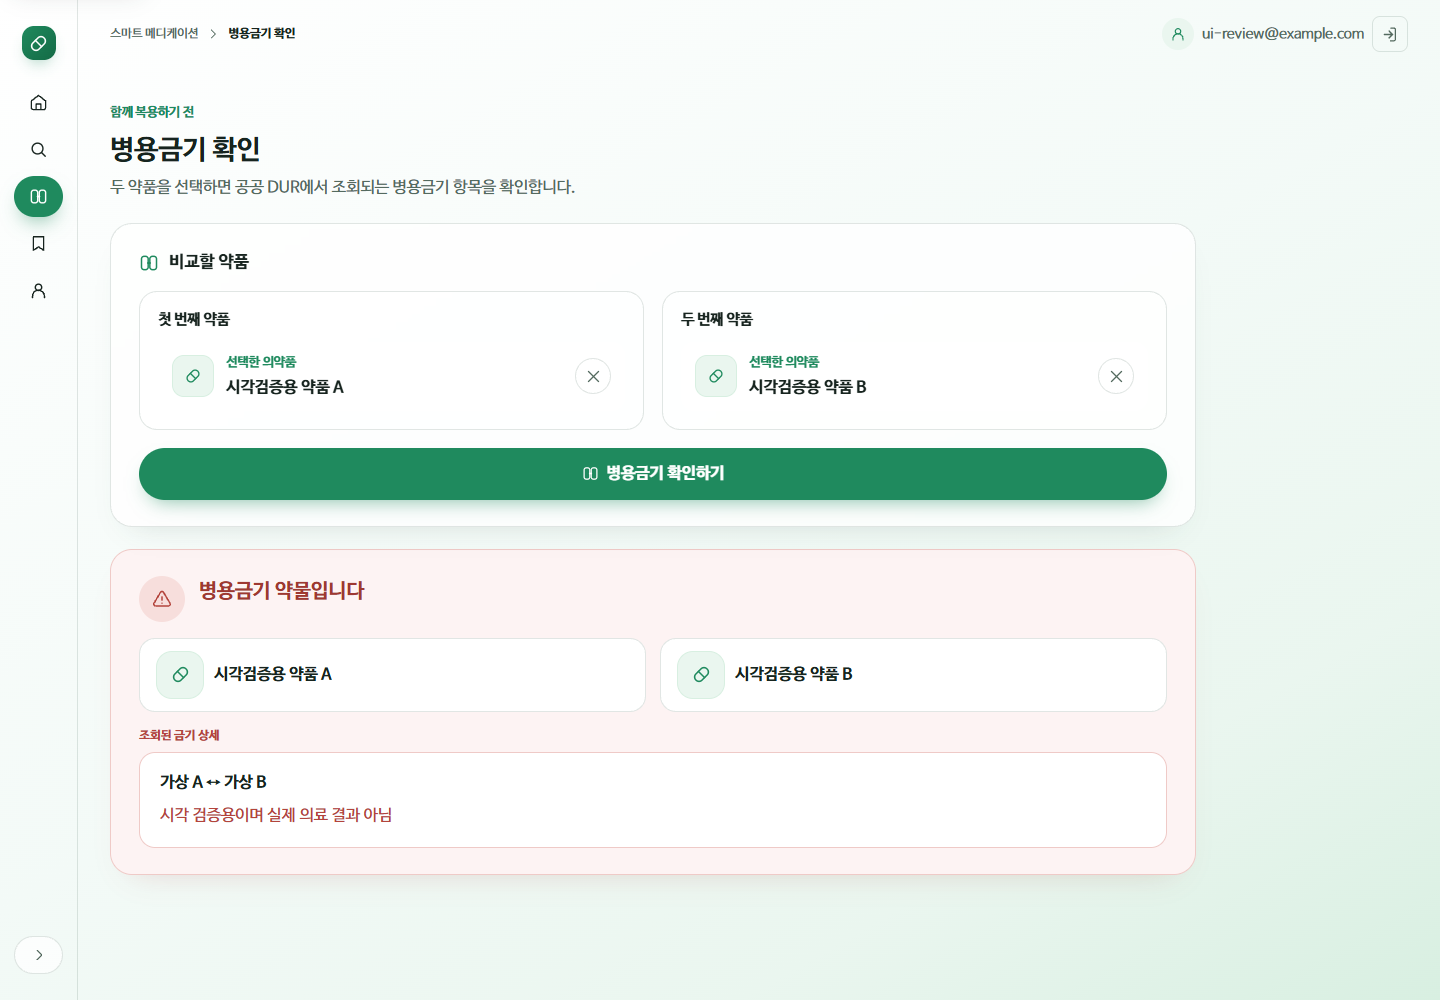 스마트 메디케이션 > 병용금기 확인
ui-review@example.com
함께 복용하기 전
병용금기 확인
두 약품을 선택하면 공공 DUR에서 조회되는 병용금기 항목을 확인합니다.
비교할 약품
첫 번째 약품
선택한 의약품
시각검증용 약품 A
두 번째 약품
선택한 의약품
시각검증용 약품 B
병용금기 확인하기
병용금기 약물입니다
시각검증용 약품 A
시각검증용 약품 B
조회된 금기 상세
가상 A ↔ 가상 B
시각 검증용이며 실제 의료 결과 아님